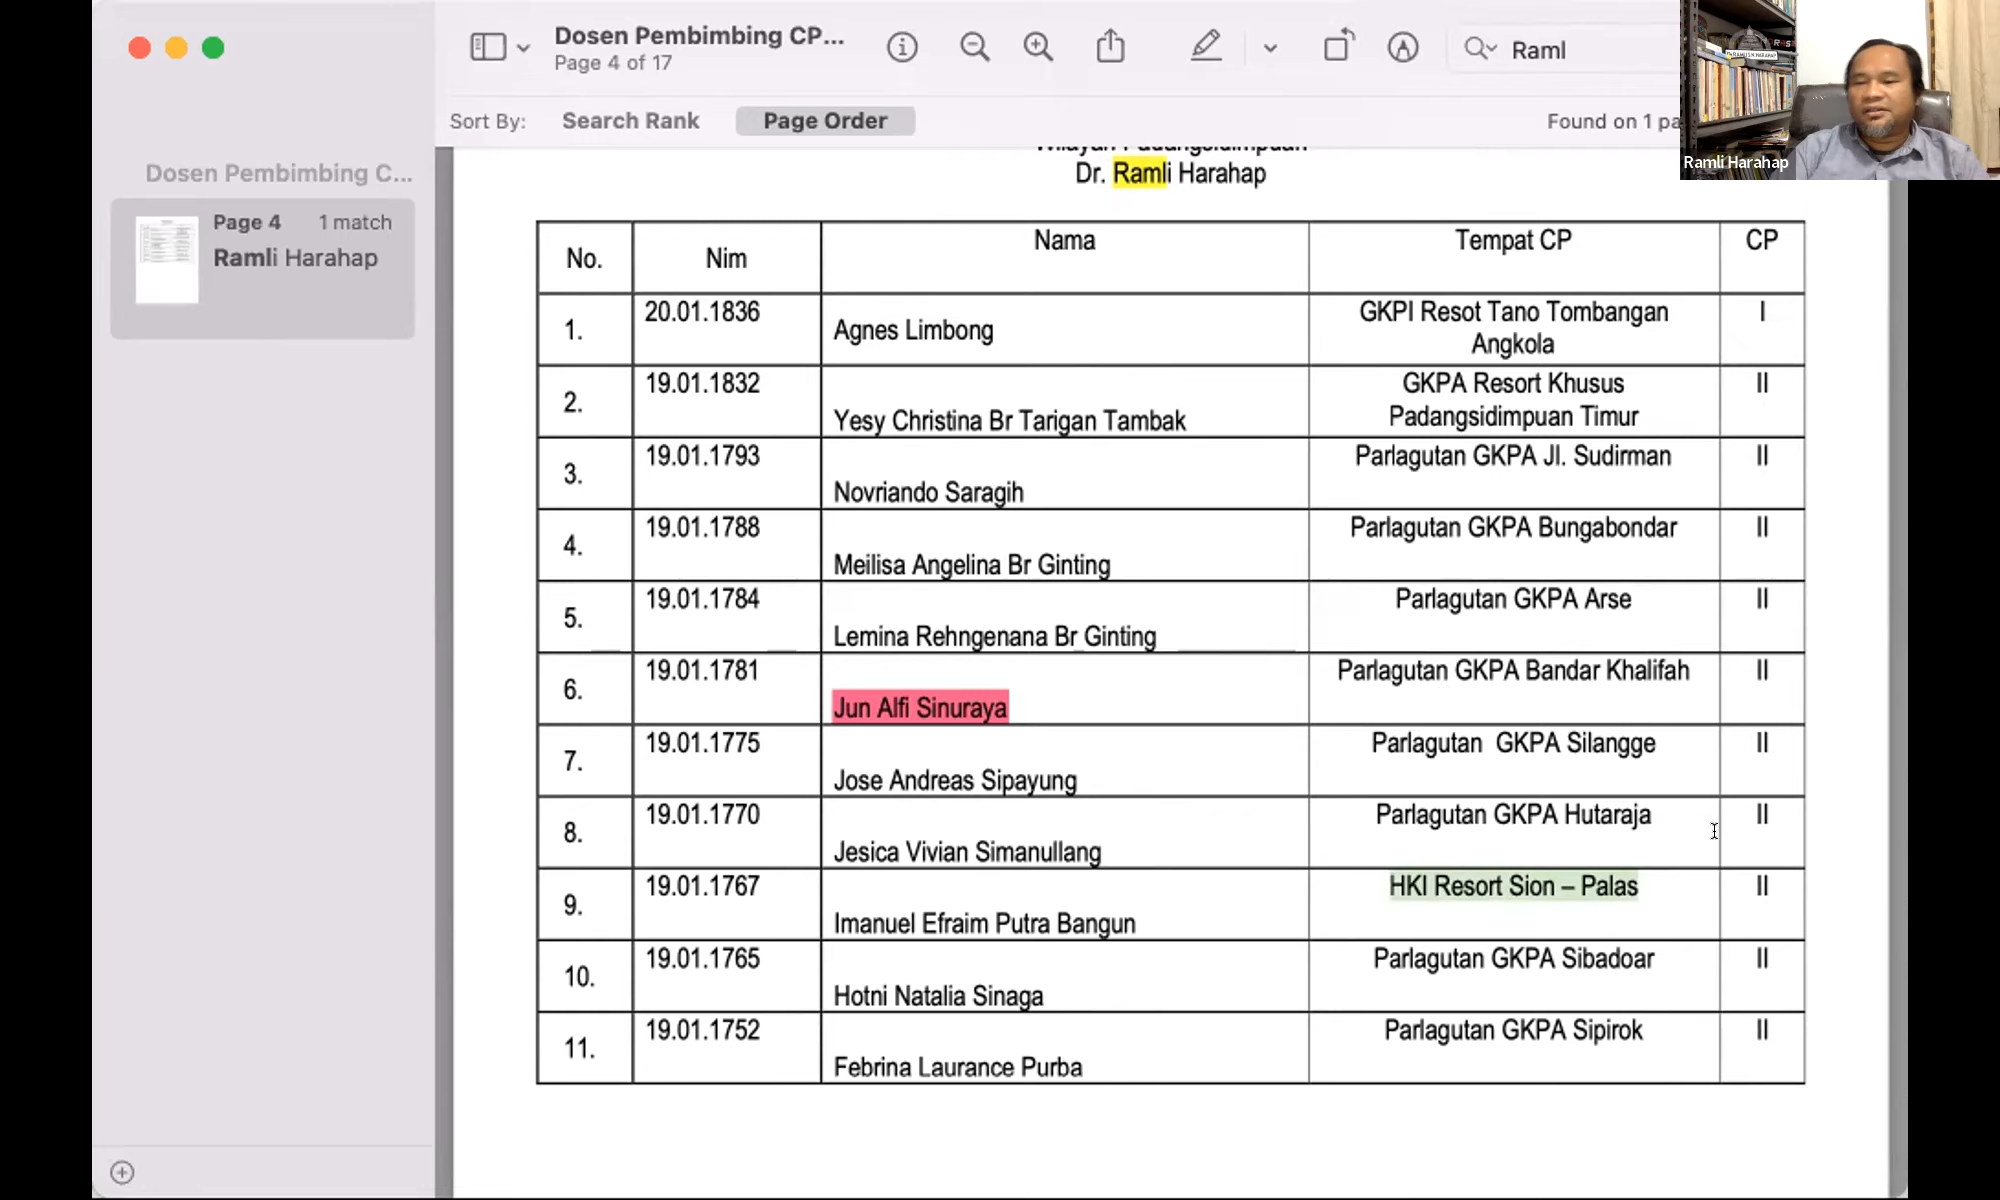 Dosen Pembimbing CP...
Page 4 of 17
Raml
Sort By:
Search Rank
Page Order
Found on 1 pa
Dosen Pembimbing C...
Page 4
1 match
Ramli Harahap
Dr. RAMLI S.N. HARAHAP
Ramli Harahap
Wilayah Padangsidimpuan
Dr. Ramli Harahap
No. Nim Nama Tempat CP CP
1. 20.01.1836 Agnes Limbong GKPI Resot Tano Tombangan I
Angkola
2. 19.01.1832 Yesy Christina Br Tarigan Tambak GKPA Resort Khusus II
Padangsidimpuan Timur
3. 19.01.1793 Novriando Saragih Parlagutan GKPA Jl. Sudirman II
4. 19.01.1788 Meilisa Angelina Br Ginting Parlagutan GKPA Bungabondar II
5. 19.01.1784 Lemina Rehngenana Br Ginting Parlagutan GKPA Arse II
6. 19.01.1781 Jun Alfi Sinuraya Parlagutan GKPA Bandar Khalifah II
7. 19.01.1775 Jose Andreas Sipayung Parlagutan GKPA Silangge II
8. 19.01.1770 Jesica Vivian Simanullang Parlagutan GKPA Hutaraja II
9. 19.01.1767 Imanuel Efraim Putra Bangun HKI Resort Sion – Palas II
10. 19.01.1765 Hotni Natalia Sinaga Parlagutan GKPA Sibadoar II
11. 19.01.1752 Febrina Laurance Purba Parlagutan GKPA Sipirok II